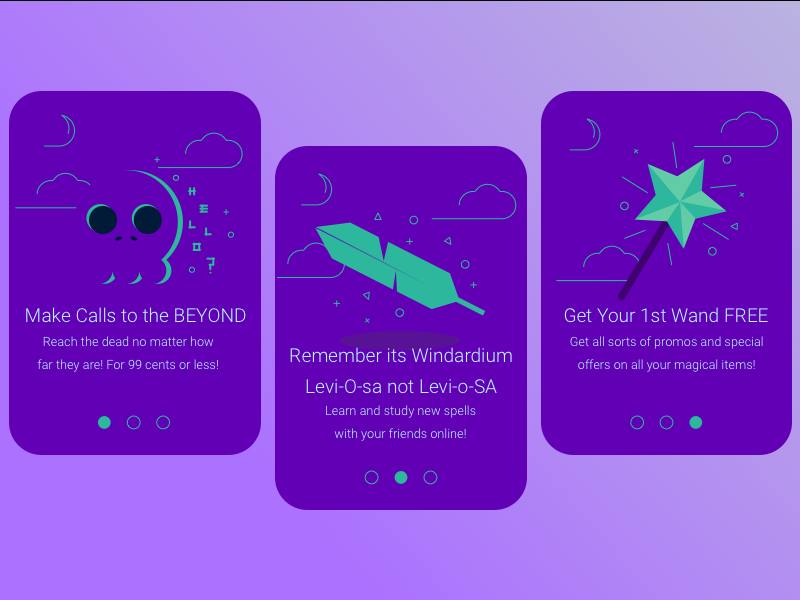 H
E
L L
O
?
Make Calls to the BEYOND
Reach the dead no matter how
far they are! For 99 cents or less!
Remember its Windardium
Levi-O-sa not Levi-o-SA
Learn and study new spells
with your friends online!
Get Your 1st Wand FREE
Get all sorts of promos and special
offers on all your magical items!